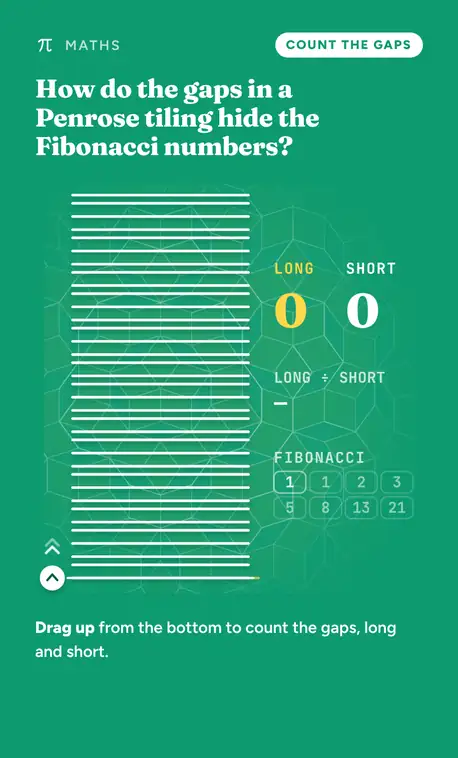 π MATHS
COUNT THE GAPS
How do the gaps in a
Penrose tiling hide the
Fibonacci numbers?
LONG SHORT
0 0
LONG ÷ SHORT
–
FIBONACCI
1 1 2 3
5 8 13 21
Drag up from the bottom to count the gaps, long
and short.